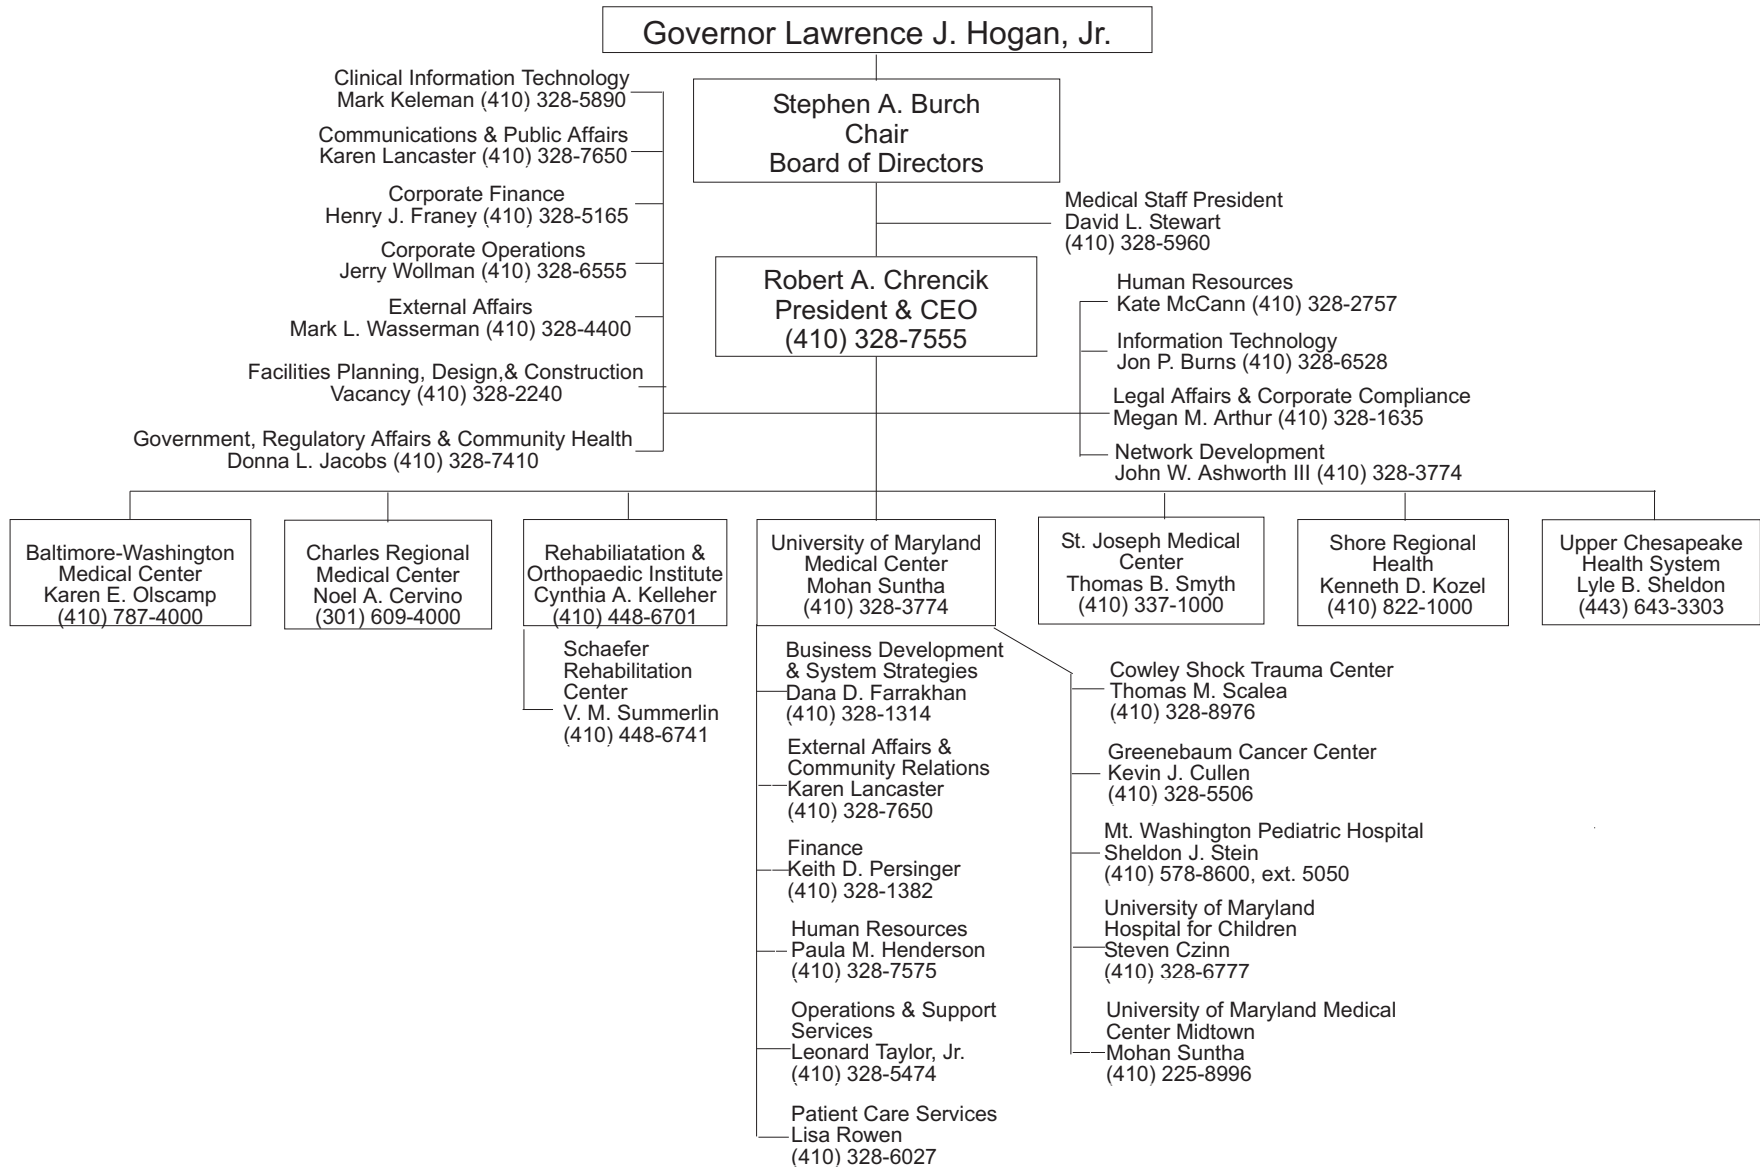 Governor Lawrence J. Hogan, Jr.
Clinical Information Technology
Mark Keleman (410) 328-5890
Communications & Public Affairs
Karen Lancaster (410) 328-7650
Corporate Finance
Henry J. Franey (410) 328-5165
Corporate Operations
Jerry Wollman (410) 328-6555
External Affairs
Mark L. Wasserman (410) 328-4400
Facilities Planning, Design,& Construction
Vacancy (410) 328-2240
Government, Regulatory Affairs & Community Health
Donna L. Jacobs (410) 328-7410
Stephen A. Burch
Chair
Board of Directors
Medical Staff President
David L. Stewart
(410) 328-5960
Robert A. Chrencik
President & CEO
(410) 328-7555
Human Resources
Kate McCann (410) 328-2757
Information Technology
Jon P. Burns (410) 328-6528
Legal Affairs & Corporate Compliance
Megan M. Arthur (410) 328-1635
Network Development
John W. Ashworth III (410) 328-3774
Baltimore-Washington
Medical Center
Karen E. Olscamp
(410) 787-4000
Charles Regional
Medical Center
Noel A. Cervino
(301) 609-4000
Rehabiliatation &
Orthopaedic Institute
Cynthia A. Kelleher
(410) 448-6701
University of Maryland
Medical Center
Mohan Suntha
(410) 328-3774
St. Joseph Medical
Center
Thomas B. Smyth
(410) 337-1000
Shore Regional
Health
Kenneth D. Kozel
(410) 822-1000
Upper Chesapeake
Health System
Lyle B. Sheldon
(443) 643-3303
Schaefer
Rehabilitation
Center
V. M. Summerlin
(410) 448-6741
Business Development
& System Strategies
Dana D. Farrakhan
(410) 328-1314
External Affairs &
Community Relations
Karen Lancaster
(410) 328-7650
Finance
Keith D. Persinger
(410) 328-1382
Human Resources
Paula M. Henderson
(410) 328-7575
Operations & Support
Services
Leonard Taylor, Jr.
(410) 328-5474
Patient Care Services
Lisa Rowen
(410) 328-6027
Cowley Shock Trauma Center
Thomas M. Scalea
(410) 328-8976
Greenebaum Cancer Center
Kevin J. Cullen
(410) 328-5506
Mt. Washington Pediatric Hospital
Sheldon J. Stein
(410) 578-8600, ext. 5050
University of Maryland
Hospital for Children
Steven Czinn
(410) 328-6777
University of Maryland Medical
Center Midtown
Mohan Suntha
(410) 225-8996